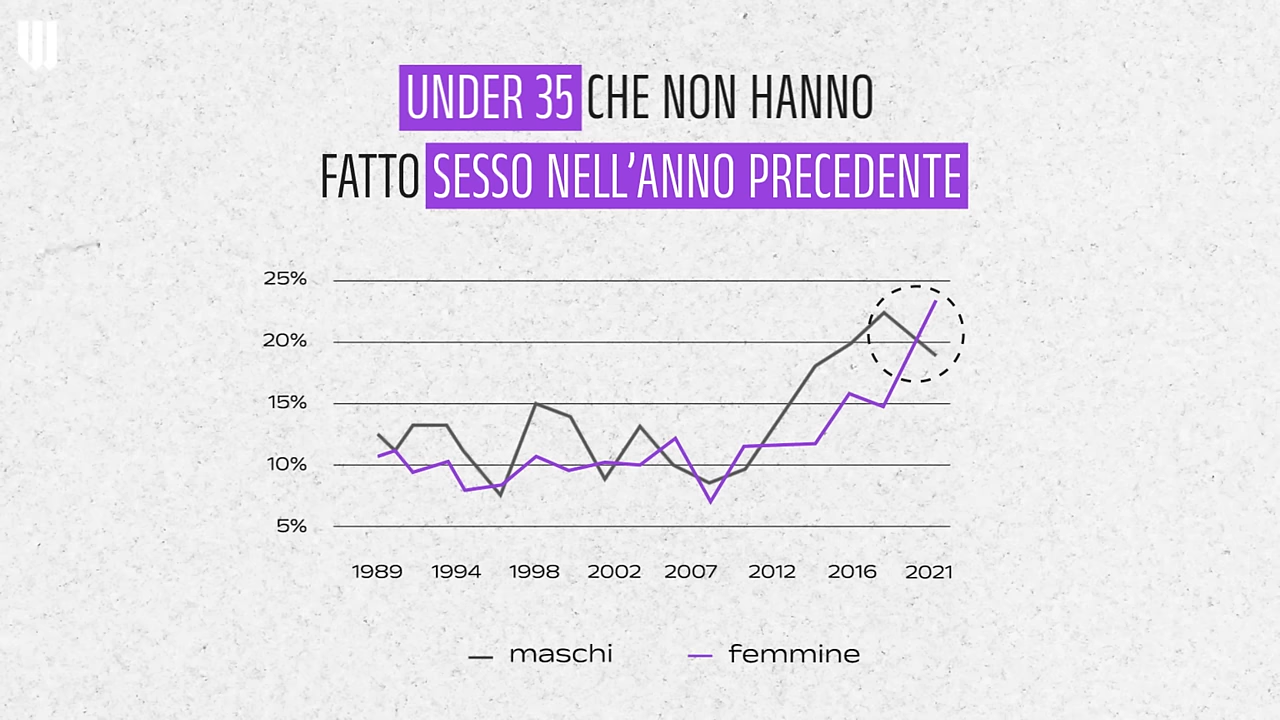 UNDER 35 CHE NON HANNO
FATTO SESSO NELL'ANNO PRECEDENTE
25%
20%
15%
10%
5%
1989 1994 1998 2002 2007 2012 2016 2021
maschi femmine